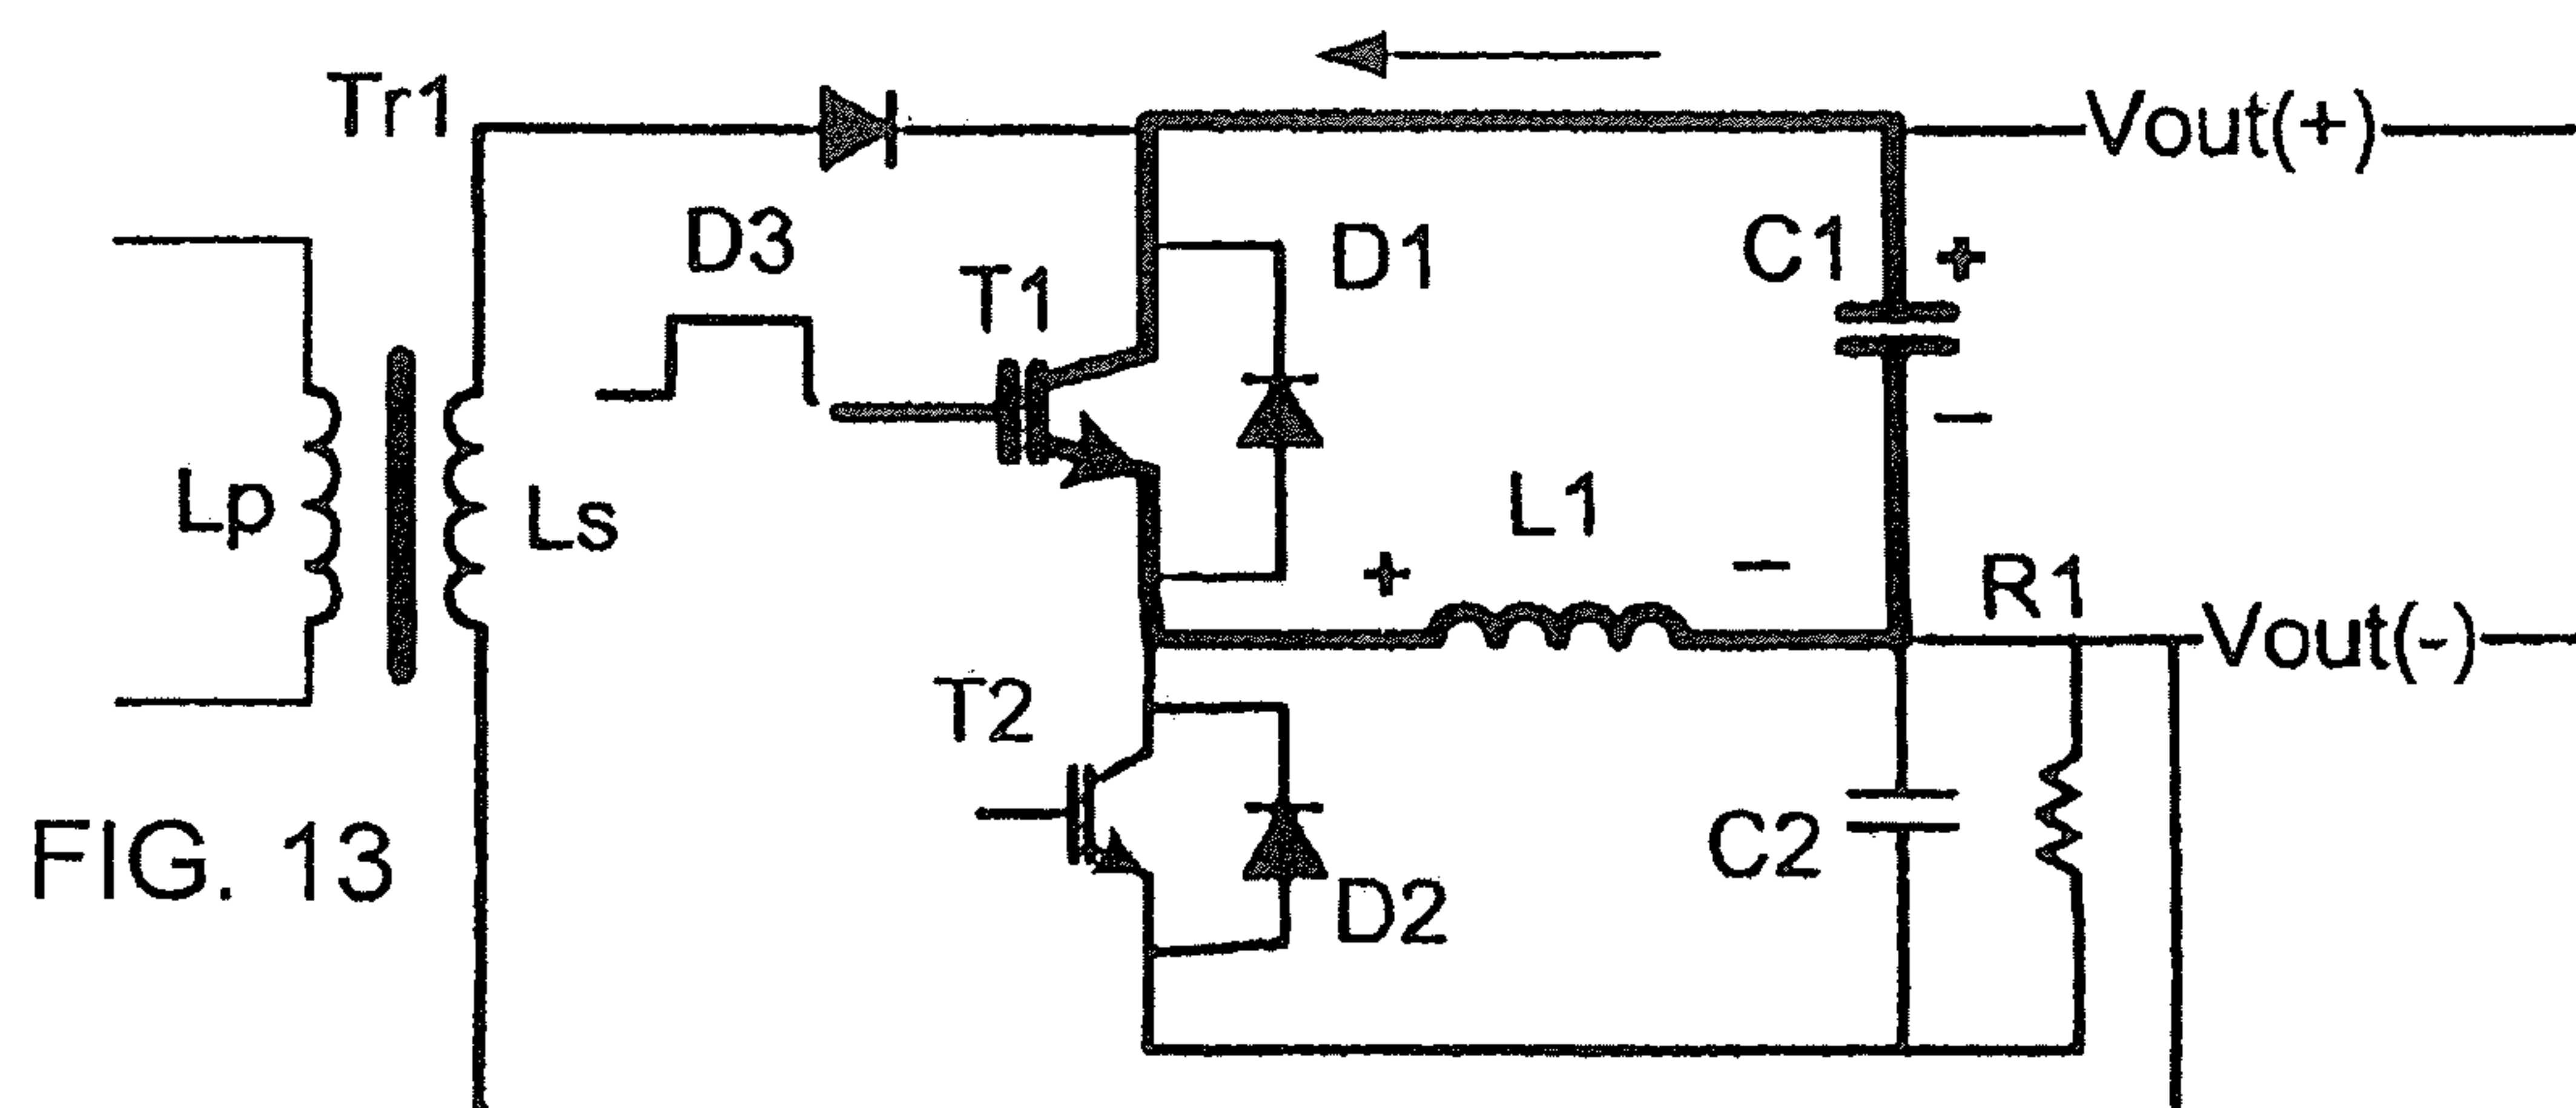 Tr1
Vout(+)
D3
T1
D1
C1
+
−
Lp
Ls
L1
+
−
R1
Vout(-)
T2
D2
C2
FIG. 13